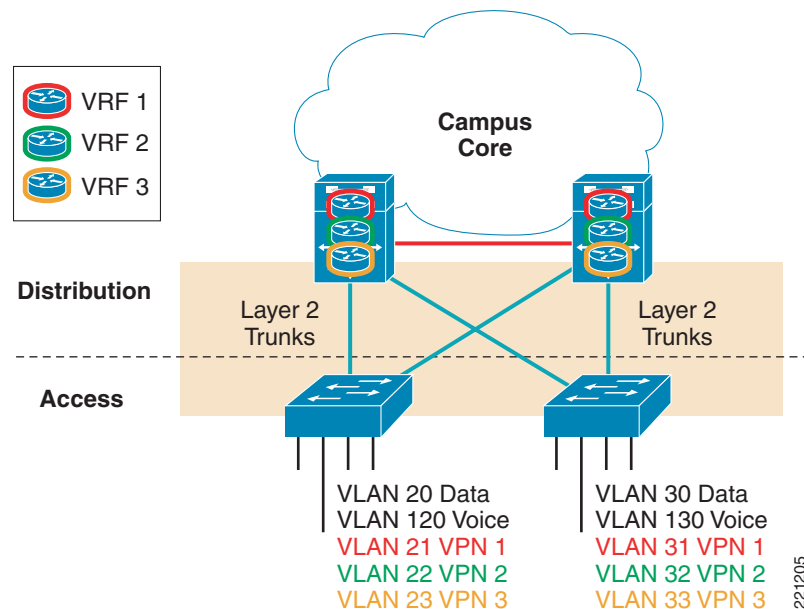 VRF 1
VRF 2
VRF 3
Campus
Core
Distribution
Layer 2
Trunks
Layer 2
Trunks
Access
VLAN 20 Data
VLAN 120 Voice
VLAN 21 VPN 1
VLAN 22 VPN 2
VLAN 23 VPN 3
VLAN 30 Data
VLAN 130 Voice
VLAN 31 VPN 1
VLAN 32 VPN 2
VLAN 33 VPN 3
221205